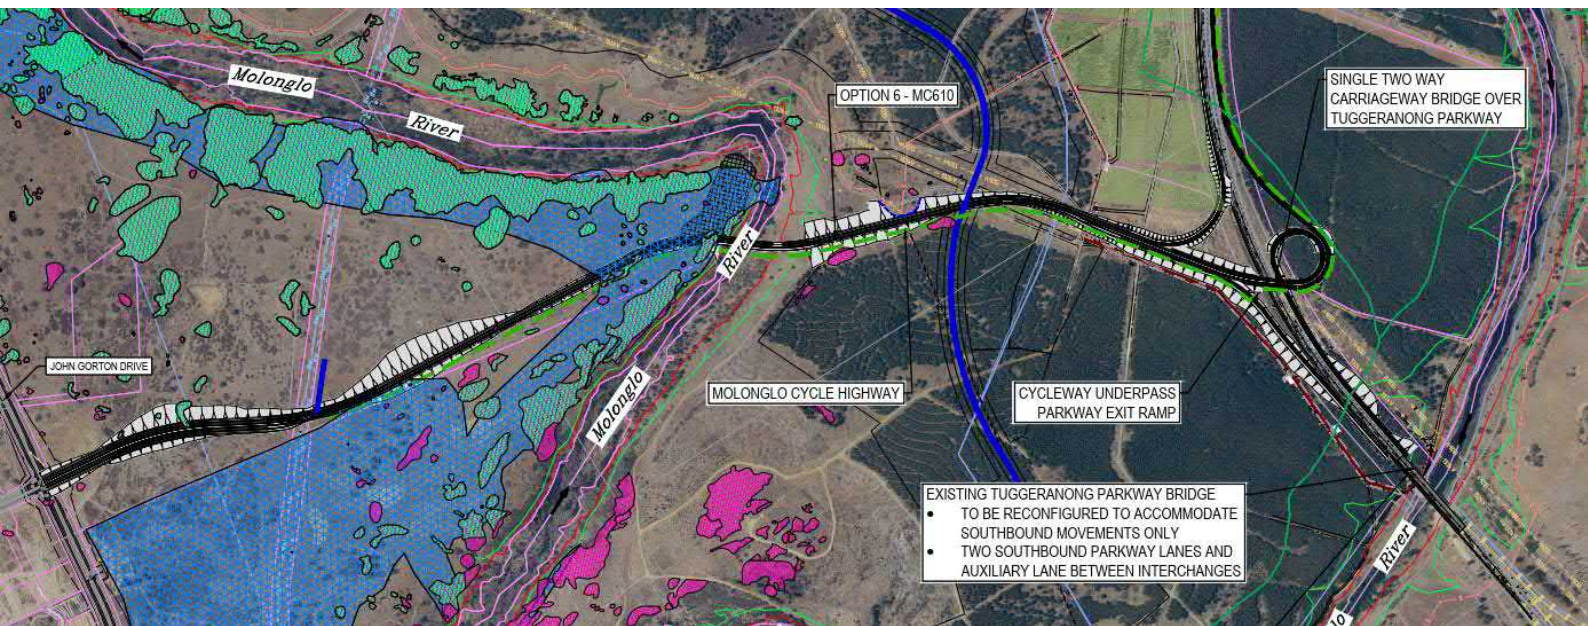 Molonglo
River
OPTION 6 - MC610
SINGLE TWO WAY
CARRIAGEWAY BRIDGE OVER
TUGGERANONG PARKWAY
River
JOHN GORTON DRIVE
MOLONGLO CYCLE HIGHWAY
CYCLEWAY UNDERPASS
PARKWAY EXIT RAMP
Molonglo
EXISTING TUGGERANONG PARKWAY BRIDGE
• TO BE RECONFIGURED TO ACCOMMODATE
SOUTHBOUND MOVEMENTS ONLY
• TWO SOUTHBOUND PARKWAY LANES AND
AUXILIARY LANE BETWEEN INTERCHANGES
River
lo